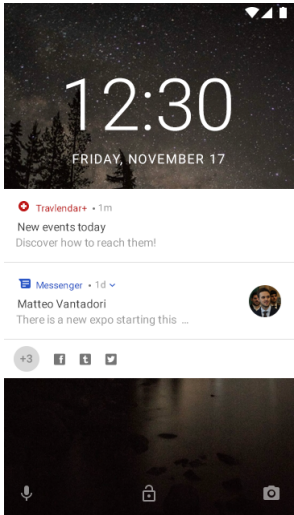 12:30
FRIDAY, NOVEMBER 17
Travlendar+ • 1m
New events today
Discover how to reach them!
Messenger • 1d
Matteo Vantadori
There is a new expo starting this ...
+3 f t